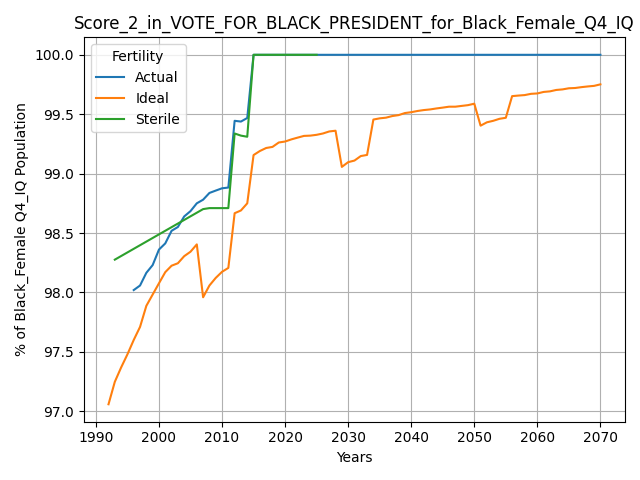 Score_2_in_VOTE_FOR_BLACK_PRESIDENT_for_Black_Female_Q4_IQ
Fertility
Actual
Ideal
Sterile
% of Black_Female Q4_IQ Population
100.0
99.5
99.0
98.5
98.0
97.5
97.0
1990 2000 2010 2020 2030 2040 2050 2060 2070
Years